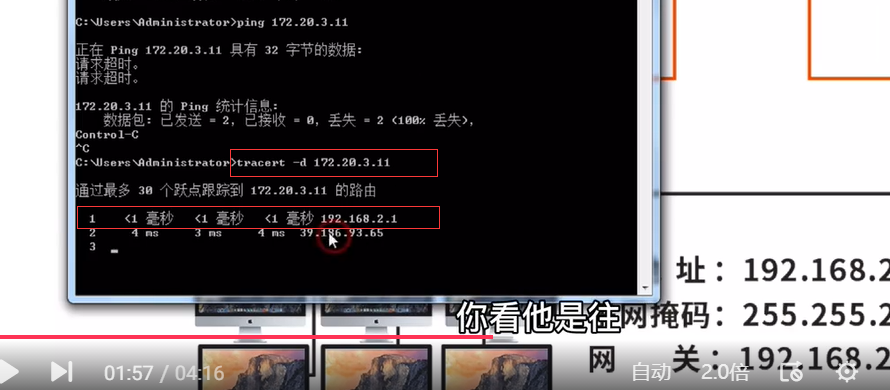 C:\Users\Administrator>ping 172.20.3.11
正在 Ping 172.20.3.11 具有 32 字节的数据:
请求超时。
请求超时。
172.20.3.11 的 Ping 统计信息:
数据包: 已发送 = 2，已接收 = 0，丢失 = 2 (100% 丢失)，
Control-C
^C
C:\Users\Administrator>tracert -d 172.20.3.11
通过最多 30 个跃点跟踪到 172.20.3.11 的路由
1 <1 毫秒 <1 毫秒 <1 毫秒 192.168.2.1
2 4 ms 3 ms 4 ms 39.186.93.65
3
址：192.168.2
网掩码：255.255.2
网 关：192.168.2
你看他是往
01:57 / 04:16
自动
2.0倍